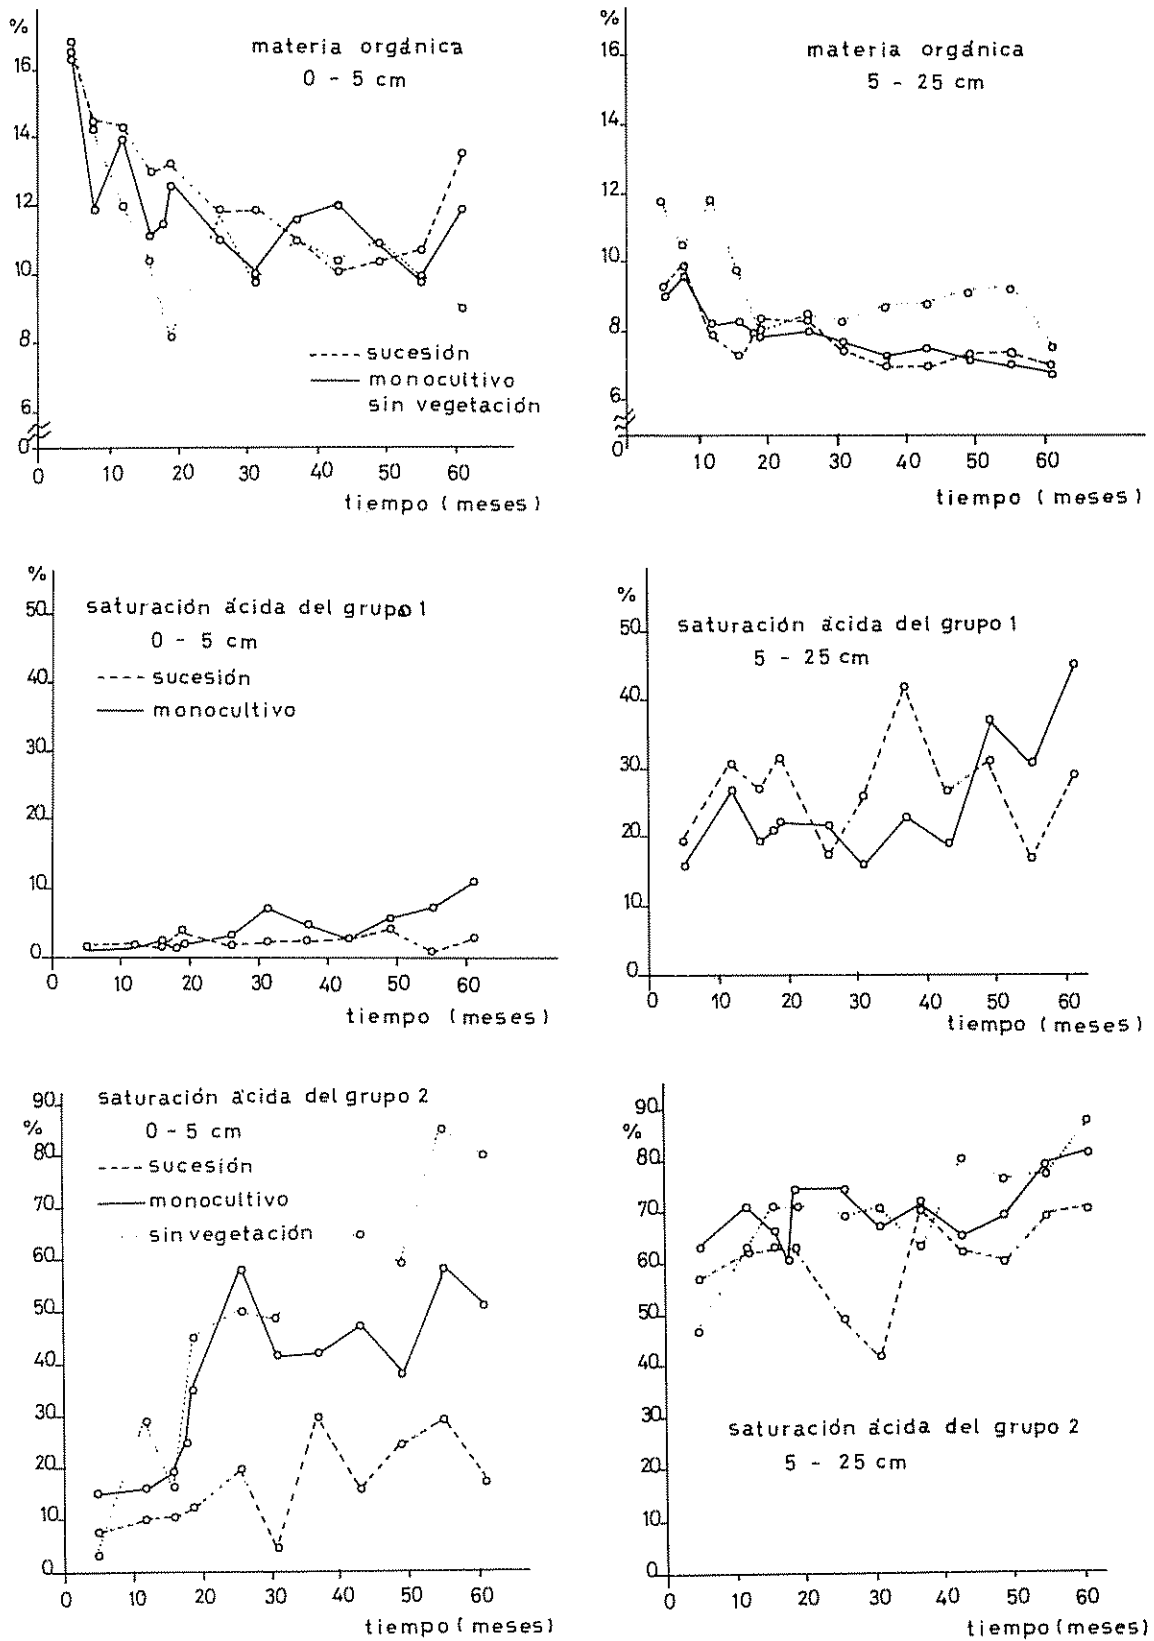 %
materia orgánica
0 - 5 cm
16
14
12
10
8
6
0
sucesión
monocultivo
sin vegetación
0 10 20 30 40 50 60
tiempo (meses)
%
materia orgánica
5 - 25 cm
16
14
12
10
8
6
0
10 20 30 40 50 60
tiempo (meses)
%
saturación ácida del grupo 1
0 - 5 cm
sucesión
monocultivo
50
40
30
20
10
0
0 10 20 30 40 50 60
tiempo (meses)
%
saturación ácida del grupo 1
5 - 25 cm
50
40
30
20
10
0
0 10 20 30 40 50 60
tiempo (meses)
90
%
saturación ácida del grupo 2
0 - 5 cm
sucesión
monocultivo
sin vegetación
80
70
60
50
40
30
20
10
0
0 10 20 30 40 50 60
tiempo (meses)
90
%
80
70
60
50
40
30
20
10
0
saturación ácida del grupo 2
5 - 25 cm
0 10 20 30 40 50 60
tiempo (meses)